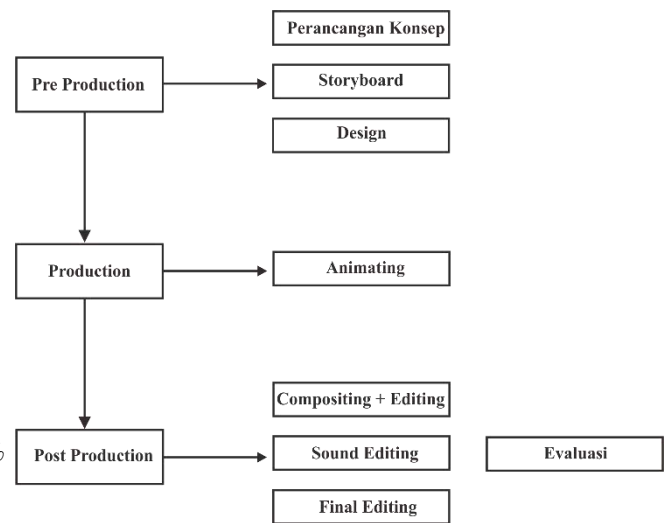 Perancangan Konsep
Pre Production
Storyboard
Design
Production
Animating
Compositing + Editing
Post Production
Sound Editing
Evaluasi
Final Editing